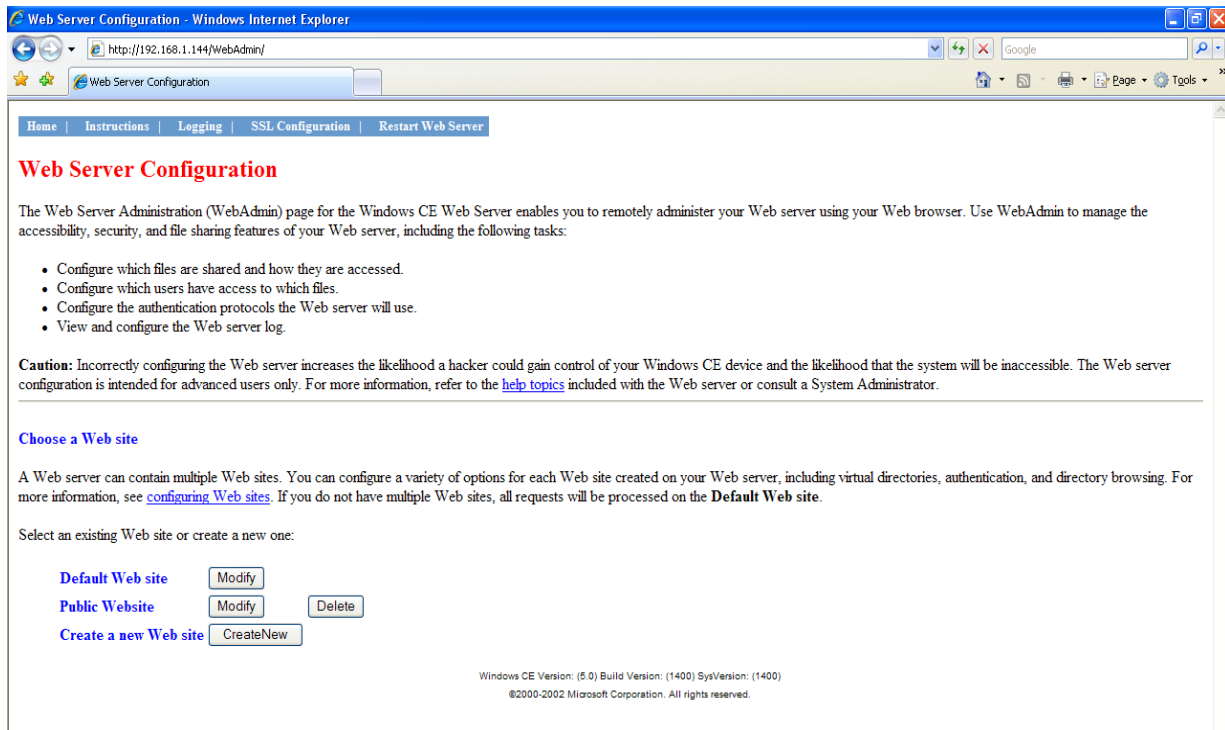 Web Server Configuration - Windows Internet Explorer
http://192.168.1.144/WebAdmin/
Google
Web Server Configuration
Page
Tools
Home | Instructions | Logging | SSL Configuration | Restart Web Server
Web Server Configuration
The Web Server Administration (WebAdmin) page for the Windows CE Web Server enables you to remotely administer your Web server using your Web browser. Use WebAdmin to manage the
accessibility, security, and file sharing features of your Web server, including the following tasks:
• Configure which files are shared and how they are accessed.
• Configure which users have access to which files.
• Configure the authentication protocols the Web server will use.
• View and configure the Web server log.
Caution: Incorrectly configuring the Web server increases the likelihood a hacker could gain control of your Windows CE device and the likelihood that the system will be inaccessible. The Web server
configuration is intended for advanced users only. For more information, refer to the help topics included with the Web server or consult a System Administrator.
Choose a Web site
A Web server can contain multiple Web sites. You can configure a variety of options for each Web site created on your Web server, including virtual directories, authentication, and directory browsing. For
more information, see configuring Web sites. If you do not have multiple Web sites, all requests will be processed on the Default Web site.
Select an existing Web site or create a new one:
Default Web site Modify
Public Website Modify Delete
Create a new Web site CreateNew
Windows CE Version: (5.0) Build Version: (1400) SysVersion: (1400)
©2000-2002 Microsoft Corporation. All rights reserved.